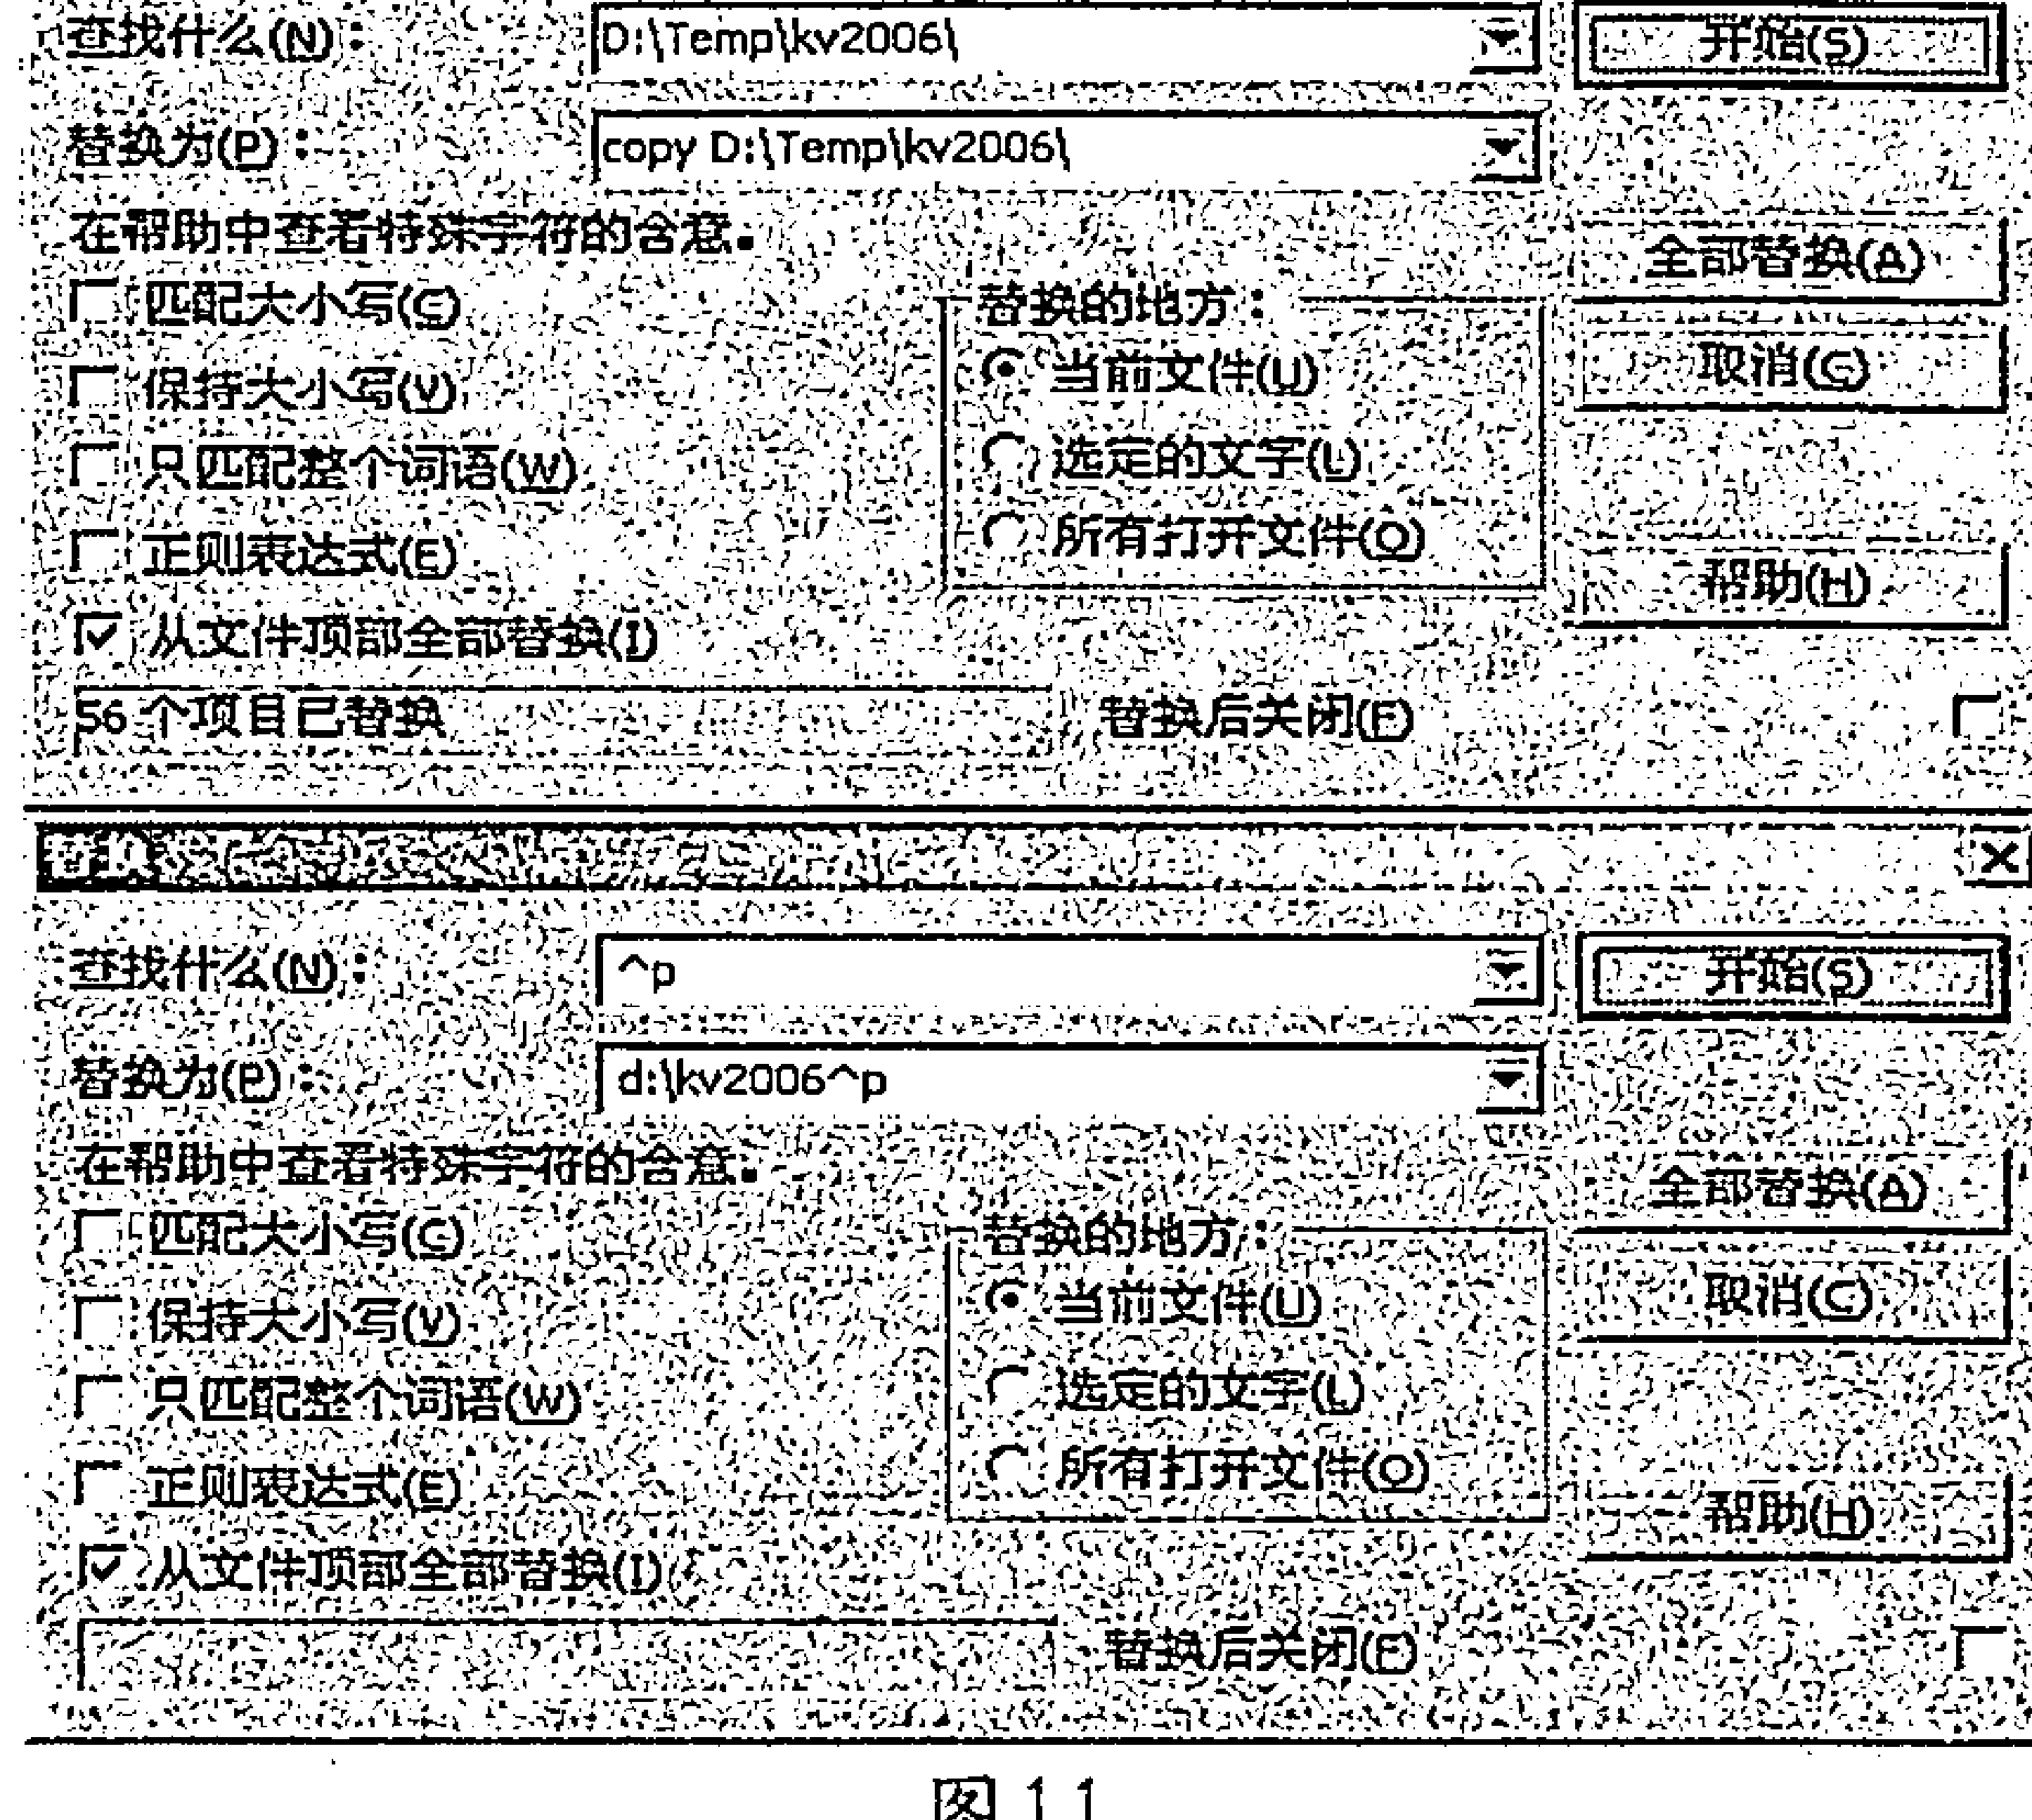 查找什么(N): D:\Temp\kv2006\ 开始(S)
替换为(P): copy D:\Temp\kv2006\
在帮助中查看特殊字符的含意。 全部替换(A)
匹配大小写(C) 替换的地方:
保持大小写(V) 当前文件(U) 取消(C)
只匹配整个词语(W) 选定的文字(L)
正则表达式(E) 所有打开文件(O) 帮助(H)
从文件顶部全部替换(I)
56 个项目已替换 替换后关闭(F)
替换
查找什么(N): ^p 开始(S)
替换为(P): d:\kv2006^p
在帮助中查看特殊字符的含意。 全部替换(A)
匹配大小写(C) 替换的地方:
保持大小写(V) 当前文件(U) 取消(C)
只匹配整个词语(W) 选定的文字(L)
正则表达式(E) 所有打开文件(O) 帮助(H)
从文件顶部全部替换(I)
替换后关闭(F)
图 11